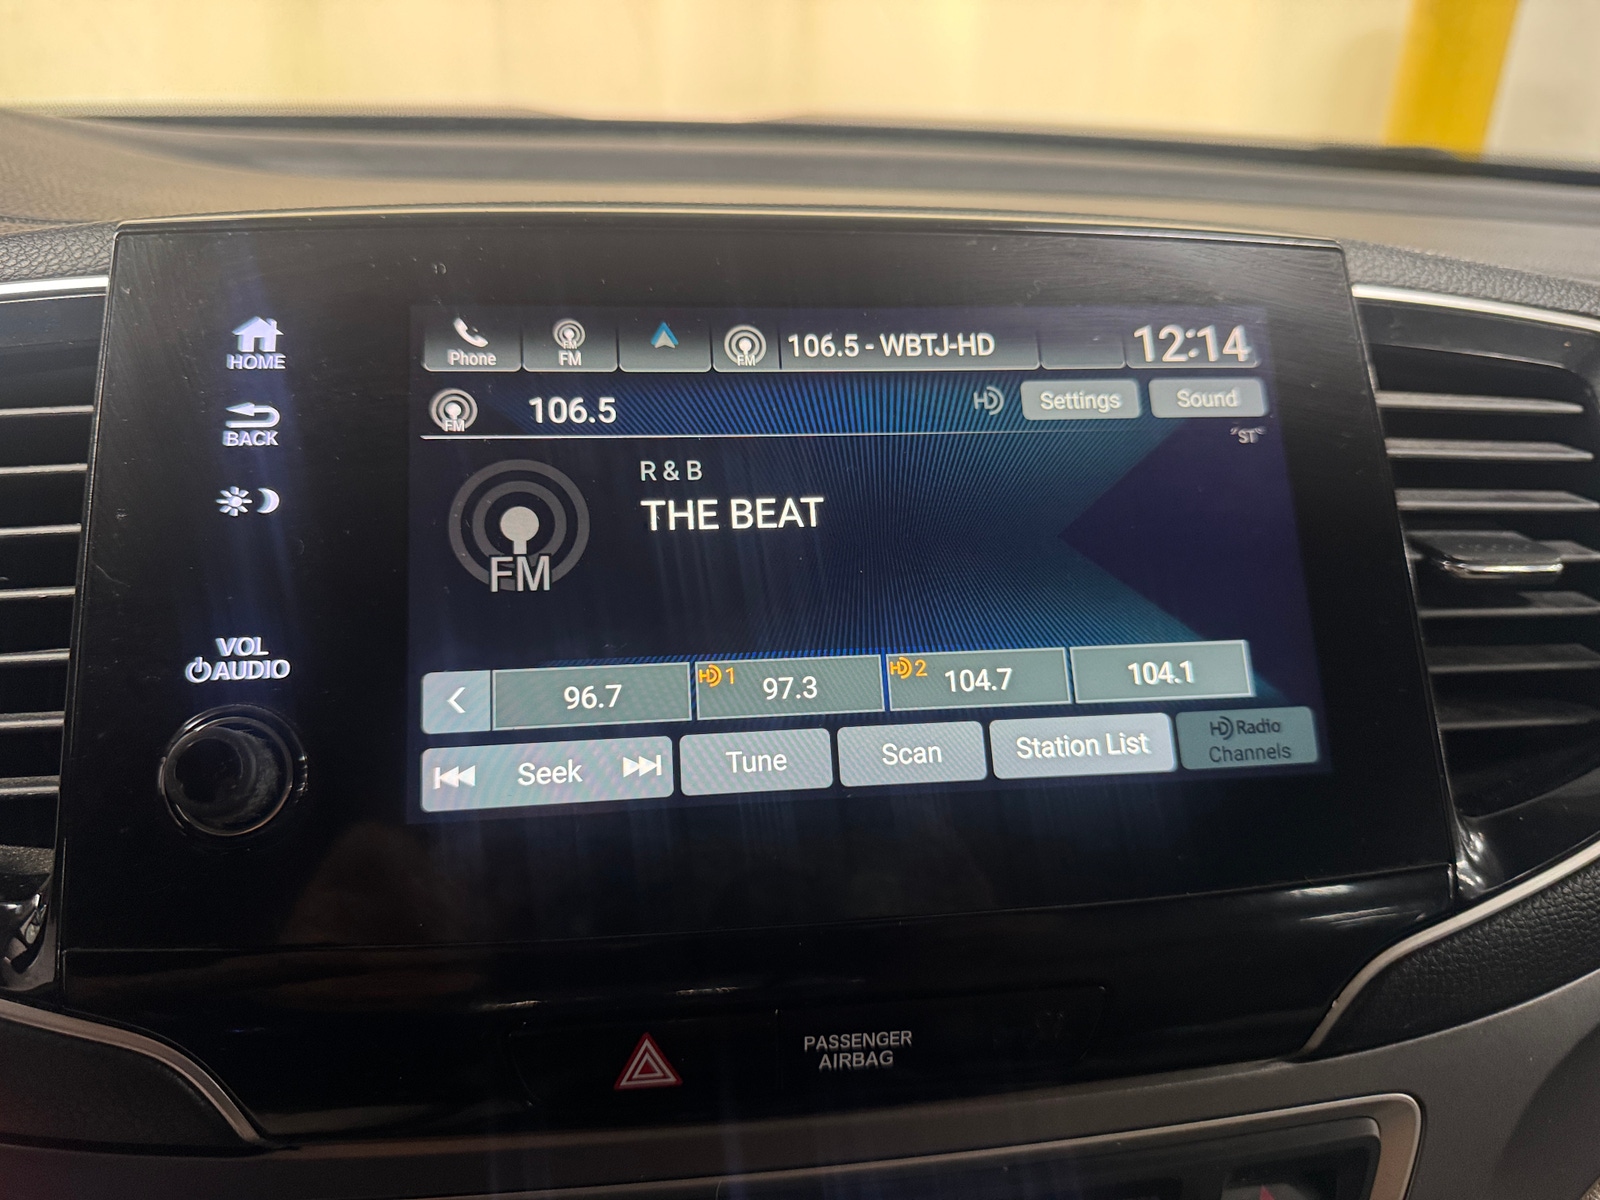 HOME
BACK
VOL
AUDIO
Phone
FM
FM
106.5 - WBTJ-HD
12:14
FM
106.5
HD
Settings
Sound
"ST"
R & B
THE BEAT
FM
96.7
HD 1
97.3
HD 2
104.7
104.1
Seek
Tune
Scan
Station List
HD Radio
Channels
PASSENGER
AIRBAG